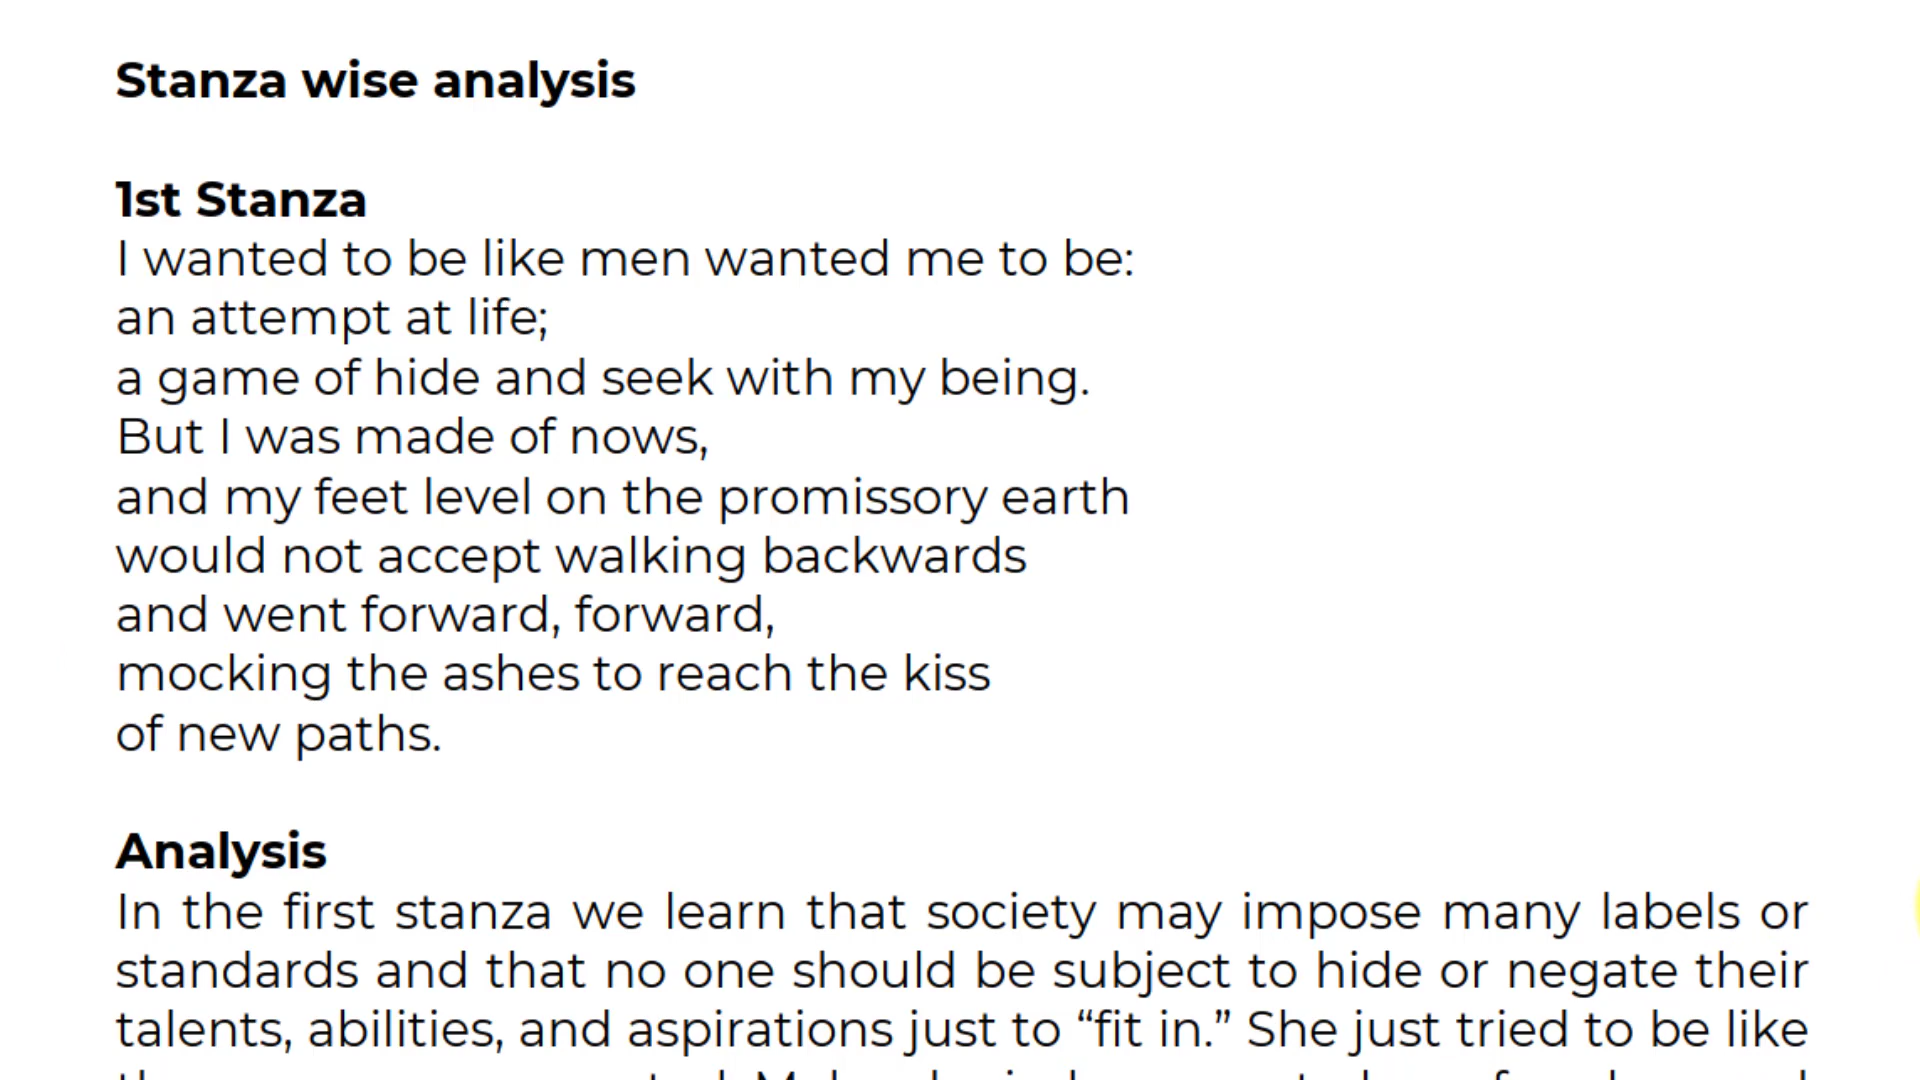 Stanza wise analysis
1st Stanza
I wanted to be like men wanted me to be:
an attempt at life;
a game of hide and seek with my being.
But I was made of nows,
and my feet level on the promissory earth
would not accept walking backwards
and went forward, forward,
mocking the ashes to reach the kiss
of new paths.
Analysis
In the first stanza we learn that society may impose many labels or
standards and that no one should be subject to hide or negate their
talents, abilities, and aspirations just to “fit in.” She just tried to be like